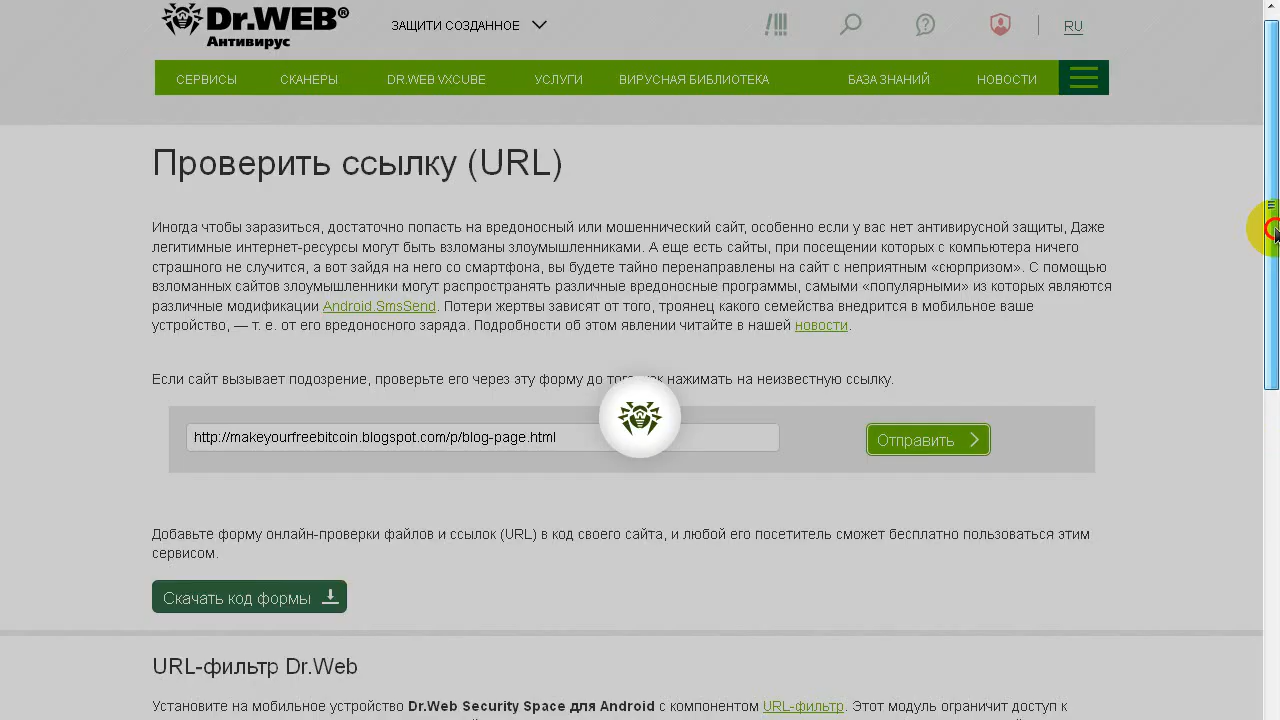 Dr.WEB®
Антивирус
ЗАЩИТИ СОЗДАННОЕ
RU
СЕРВИСЫ СКАНЕРЫ DR.WEB VXCUBE УСЛУГИ ВИРУСНАЯ БИБЛИОТЕКА БАЗА ЗНАНИЙ НОВОСТИ
Проверить ссылку (URL)
Иногда чтобы заразиться, достаточно попасть на вредоносный или мошеннический сайт, особенно если у вас нет антивирусной защиты, Даже
легитимные интернет-ресурсы могут быть взломаны злоумышленниками. А еще есть сайты, при посещении которых с компьютера ничего
страшного не случится, а вот зайдя на него со смартфона, вы будете тайно перенаправлены на сайт с неприятным «сюрпризом». С помощью
взломанных сайтов злоумышленники могут распространять различные вредоносные программы, самыми «популярными» из которых являются
различные модификации Android.SmsSend. Потери жертвы зависят от того, троянец какого семейства внедрится в мобильное ваше
устройство, — т. е. от его вредоносного заряда. Подробности об этом явлении читайте в нашей новости.
Если сайт вызывает подозрение, проверьте его через эту форму до того, как нажимать на неизвестную ссылку.
http://makeyourfreebitcoin.blogspot.com/p/blog-page.html
Отправить
Добавьте форму онлайн-проверки файлов и ссылок (URL) в код своего сайта, и любой его посетитель сможет бесплатно пользоваться этим
сервисом.
Скачать код формы
URL-фильтр Dr.Web
Установите на мобильное устройство Dr.Web Security Space для Android с компонентом URL-фильтр. Этот модуль ограничит доступ к